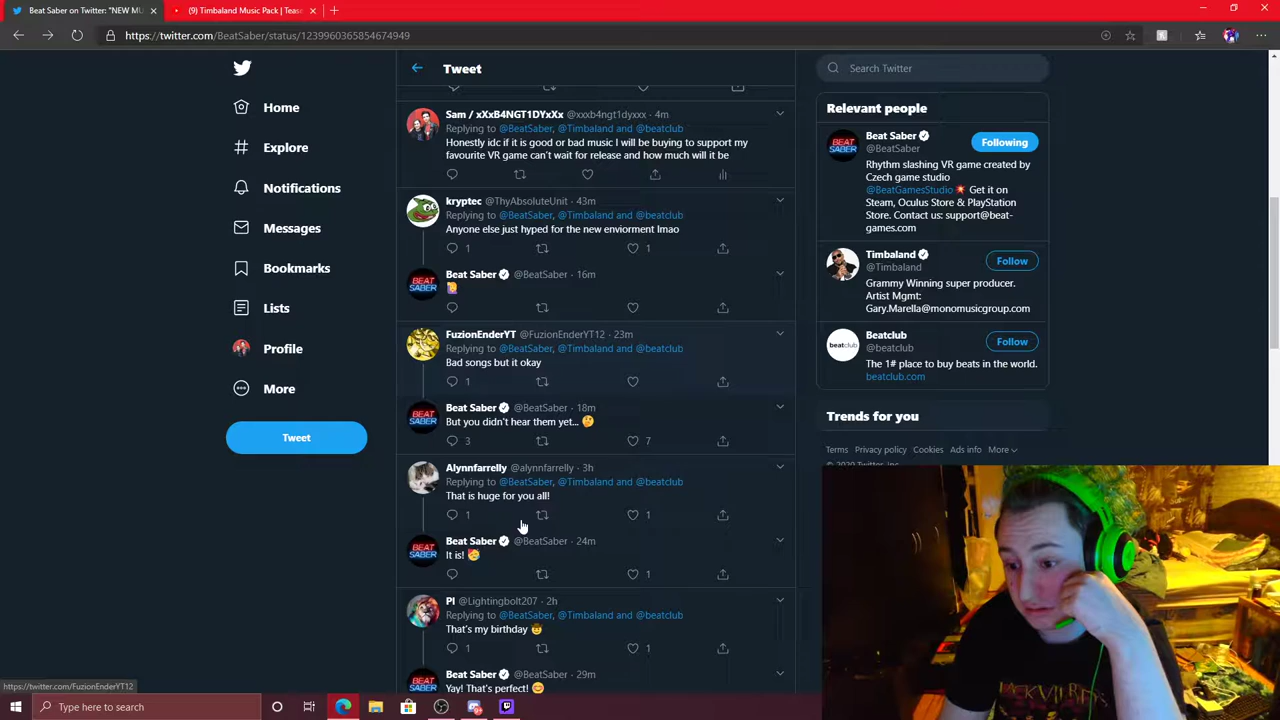 Beat Saber on Twitter: "NEW MU
(9) Timbaland Music Pack | Tease
https://twitter.com/BeatSaber/status/1239960365854674949
Tweet
Search Twitter
Home
Explore
Notifications
Messages
Bookmarks
Lists
Profile
More
Tweet
Sam / xXxB4NGT1DYxXx @xxxb4ngt1dyxxx · 4m
Replying to @BeatSaber, @Timbaland and @beatclub
Honestly idc if it is good or bad music I will be buying to support my
favourite VR game can't wait for release and how much will it be
kryptec @ThyAbsoluteUnit · 43m
Replying to @BeatSaber, @Timbaland and @beatclub
Anyone else just hyped for the new enviorment lmao
1 1
Beat Saber @BeatSaber · 16m
FuzionEnderYT @FuzionEnderYT12 · 23m
Replying to @BeatSaber, @Timbaland and @beatclub
Bad songs but it okay
1
Beat Saber @BeatSaber · 18m
But you didn't hear them yet... 🤔
3 7
Alynnfarrelly @alynnfarrelly · 3h
Replying to @BeatSaber, @Timbaland and @beatclub
That is huge for you all!
1 1
Beat Saber @BeatSaber · 24m
It is! 🥳
1
PI @Lightingbolt207 · 2h
Replying to @BeatSaber, @Timbaland and @beatclub
That's my birthday 🤠
1 1
Beat Saber @BeatSaber · 29m
Yay! That's perfect! 😊
Relevant people
Beat Saber
@BeatSaber
Following
Rhythm slashing VR game created by
Czech game studio
@BeatGamesStudio💥 Get it on
Steam, Oculus Store & PlayStation
Store. Contact us: support@beat-
games.com
Timbaland
@Timbaland
Follow
Grammy Winning super producer.
Artist Mgmt:
Gary.Marella@monomusicgroup.com
Beatclub
@beatclub
Follow
The 1# place to buy beats in the world.
beatclub.com
Trends for you
Terms Privacy policy Cookies Ads info More
© 2020 Twitter, Inc.
https://twitter.com/FuzionEnderYT12
Type here to search